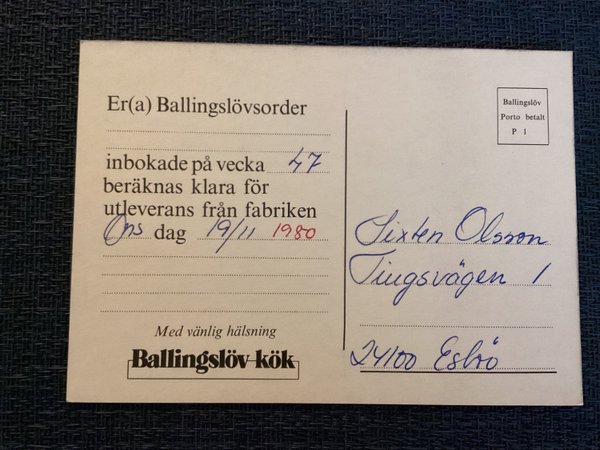 Er(a) Ballingslövsorder
inbokade på vecka 47
beräknas klara för
utleverans från fabriken
Ons dag 19/11 1980
Med vänlig hälsning
Ballingslöv kök
Ballingslöv
Porto betalt
P 1
Sixten Olsson
Tingsvägen 1
24100 Eslöv